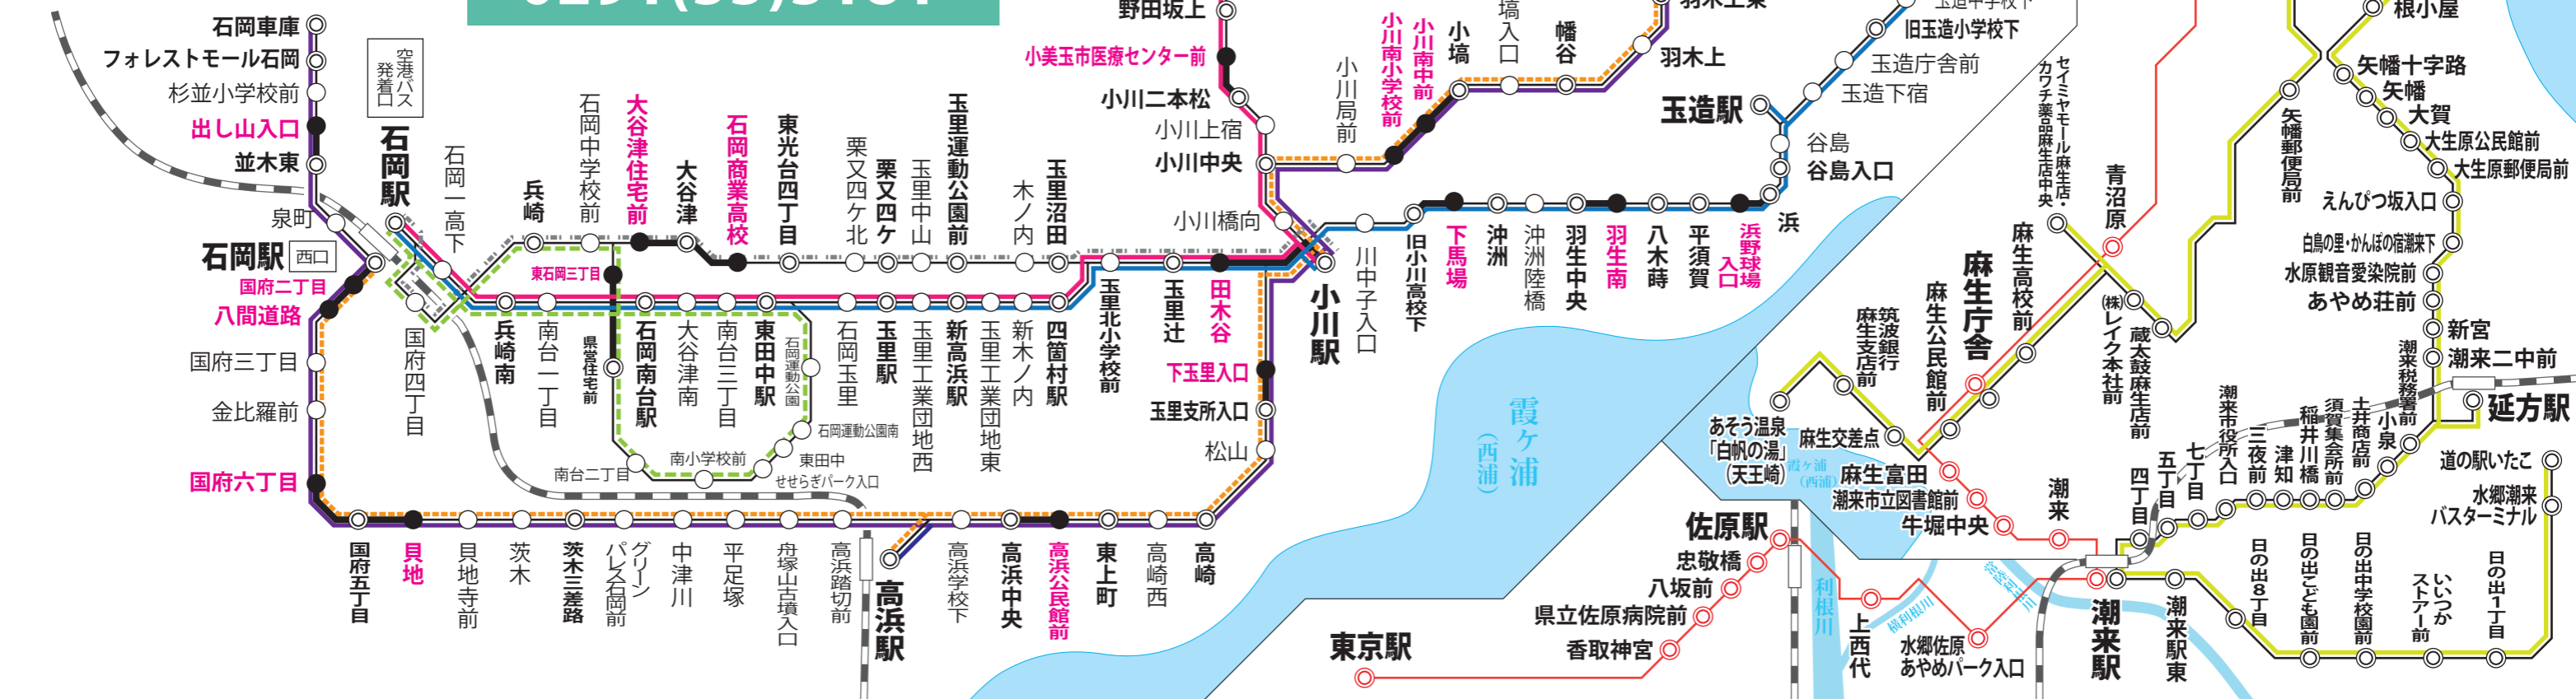 石岡車庫
フォレストモール石岡
杉並小学校前
出し山入口
並木東
泉町
石岡駅
西口
国府二丁目
八間道路
国府三丁目
金比羅前
国府六丁目
空港バス
発着口
石岡駅
石岡一高下
国府四丁目
兵崎
石岡中学校前
大谷津住宅前
大谷津
石岡商業高校
東光台四丁目
栗又四ケ北
栗又四ケ
玉里中山
玉里運動公園前
木ノ内
玉里沼田
東石岡三丁目
県営住宅前
兵崎南
南台一丁目
石岡南台駅
大谷津南
南台三丁目
東田中駅
石岡運動公園
石岡玉里
玉里駅
玉里工業団地西
新高浜駅
玉里工業団地東
新木ノ内
四箇村駅
玉里北小学校前
玉里辻
田木谷
石岡運動公園南
東田中
せせらぎパーク入口
南小学校前
南台二丁目
下玉里入口
玉里支所入口
松山
国府五丁目
貝地
貝地寺前
茨木
茨木三差路
グリーン
パレス石岡前
中津川
平足塚
舟塚山古墳入口
高浜踏切前
高浜駅
高浜学校下
高浜中央
高浜公民館前
東上町
高崎西
高崎
野田坂上
小美玉市医療センター前
小川二本松
小川上宿
小川中央
小川橋向
小川駅
小川局前
小川南小学校前
小川南中前
小塙
塙入口
幡谷
羽木上
川中子入口
旧小川高校下
下馬場
沖洲
沖洲陸橋
羽生中央
羽生南
八木蒔
平須賀
浜野球場
入口
浜
谷島入口
谷島
玉造駅
玉造下宿
玉造庁舎前
旧玉造小学校下
霞ケ浦
(西浦)
セイミヤモール麻生店・
カワチ薬品麻生店中央
青沼原
麻生高校前
麻生庁舎
麻生公民館前
筑波銀行
麻生支店前
(株)レイク本社前
蔵太鼓麻生店前
あそう温泉
「白帆の湯」
(天王崎)
麻生交差点
霞ケ浦
(西浦)
麻生富田
潮来市立図書館前
牛堀中央
潮来
佐原駅
忠敬橋
八坂前
県立佐原病院前
香取神宮
東京駅
利根川
横利根川
上西代
水郷佐原
あやめパーク入口
潮来駅
潮来駅東
日の出8丁目
日の出こども園前
日の出中学校園前
いいつか
ストアー前
日の出1丁目
水郷潮来
バスターミナル
道の駅いたこ
四丁目
五丁目
七丁目
潮来市役所入口
三夜前
津知
稲井川橋
須賀集会所前
土井商店前
小泉
潮来税務署前
延方駅
潮来二中前
新宮
あやめ荘前
水原観音愛染院前
白鳥の里・かんぽの宿潮来下
えんぴつ坂入口
大生原郵便局前
大生原公民館前
大賀
矢幡
矢幡十字路
矢幡郵便局前
根小屋